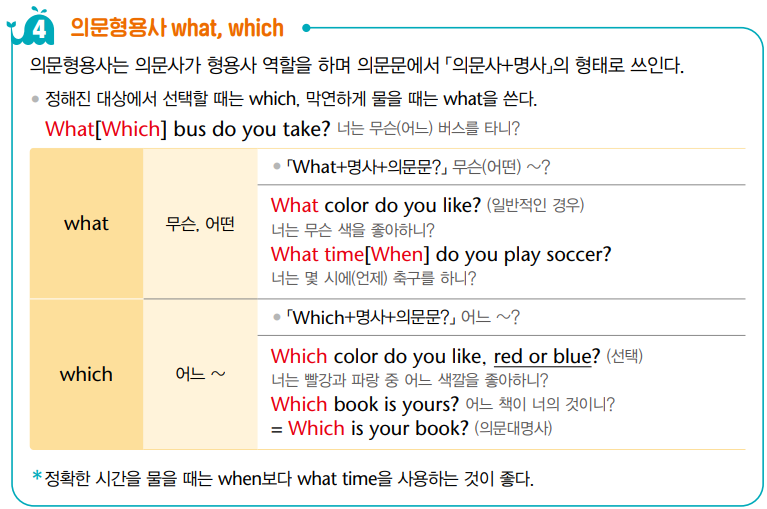 4 의문형용사 what, which
의문형용사는 의문사가 형용사 역할을 하며 의문문에서 「의문사+명사」의 형태로 쓰인다.
● 정해진 대상에서 선택할 때는 which, 막연하게 물을 때는 what을 쓴다.
What[Which] bus do you take? 너는 무슨(어느) 버스를 타니?
● 「What+명사+의문문?」 무슨(어떤) ～?
what 무슨, 어떤
What color do you like? (일반적인 경우)
너는 무슨 색을 좋아하니?
What time[When] do you play soccer?
너는 몇 시에(언제) 축구를 하니?
● 「Which+명사+의문문?」 어느 ～?
which 어느 ～
Which color do you like, red or blue? (선택)
너는 빨강과 파랑 중 어느 색깔을 좋아하니?
Which book is yours? 어느 책이 너의 것이니?
= Which is your book? (의문대명사)
*정확한 시간을 물을 때는 when보다 what time을 사용하는 것이 좋다.